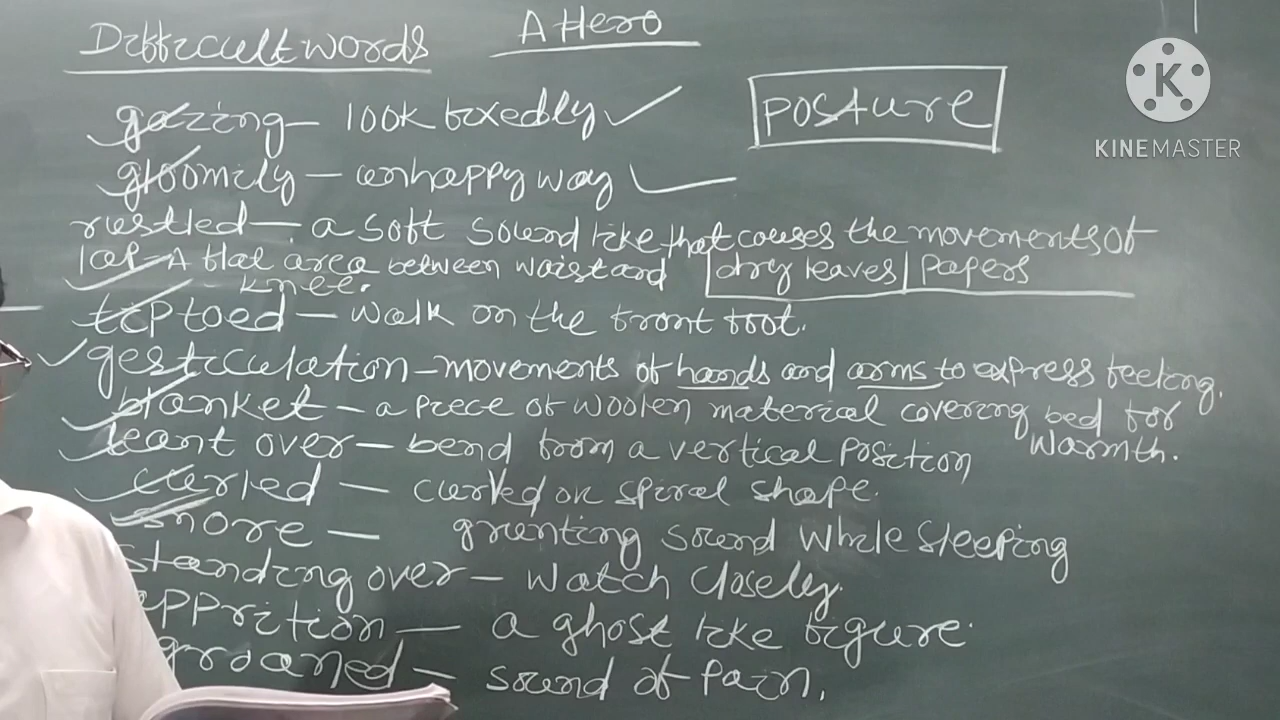 Difficult words A Hero
gazing - look fixedly ✓
POSTURE
KINEMASTER
gloomily - unhappy way
rustled - a soft sound like that causes the movements of
lap - A flat area between waist and dry leaves papers
knee.
tiptoed - walk on the front foot.
gesticulation - movements of hands and arms to express feeling.
blanket - a piece of woolen material covering bed for
warmth.
leant over - bend from a vertical position
curled - curved or spiral shape.
snore - grunting sound while sleeping
standing over - watch closely.
apprition - a ghost like figure.
groaned - sound of pain.